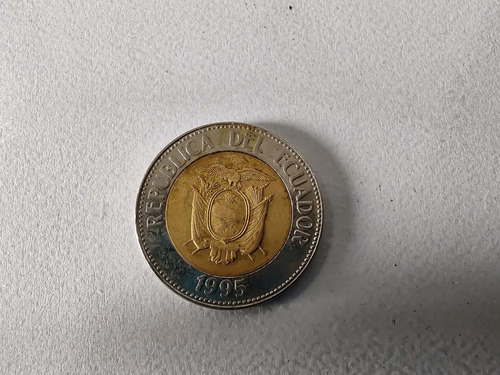 REPUBLICA DEL ECUADOR
1995